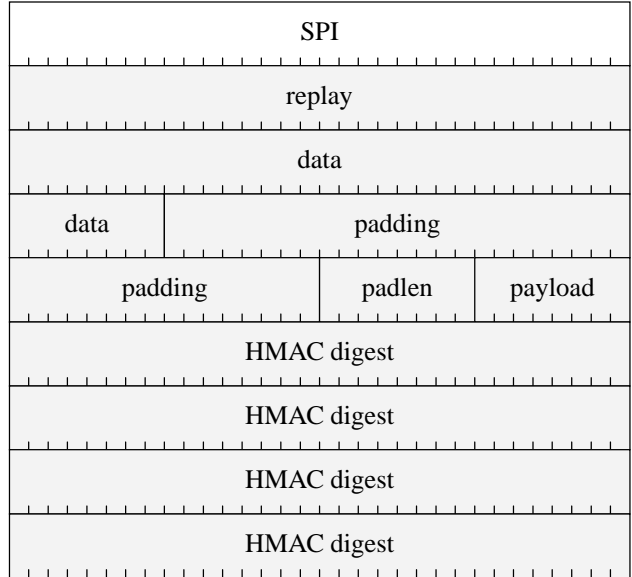 SPI
replay
data
data padding
padding padlen payload
HMAC digest
HMAC digest
HMAC digest
HMAC digest